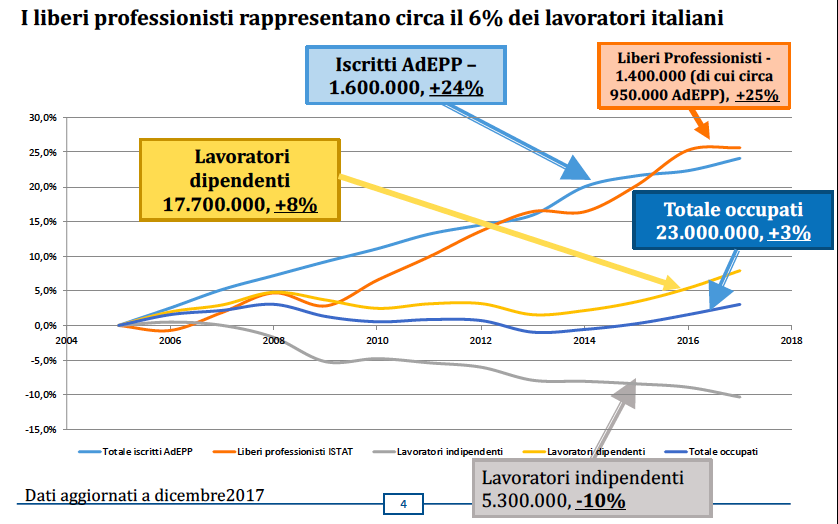 I liberi professionisti rappresentano circa il 6% dei lavoratori italiani
Iscritti AdEPP –
1.600.000, +24%
Liberi Professionisti -
1.400.000 (di cui circa
950.000 AdEPP), +25%
Lavoratori
dipendenti
17.700.000, +8%
Totale occupati
23.000.000, +3%
30,0%
25,0%
20,0%
15,0%
10,0%
5,0%
0,0%
-5,0%
-10,0%
-15,0%
2004
2006
2008
2010
2012
2014
2016
2018
Totale iscritti AdEPP
Liberi professionisti ISTAT
Lavoratori indipendenti
Lavoratori dipendenti
Totale occupati
Lavoratori indipendenti
5.300.000, -10%
Dati aggiornati a dicembre2017
4